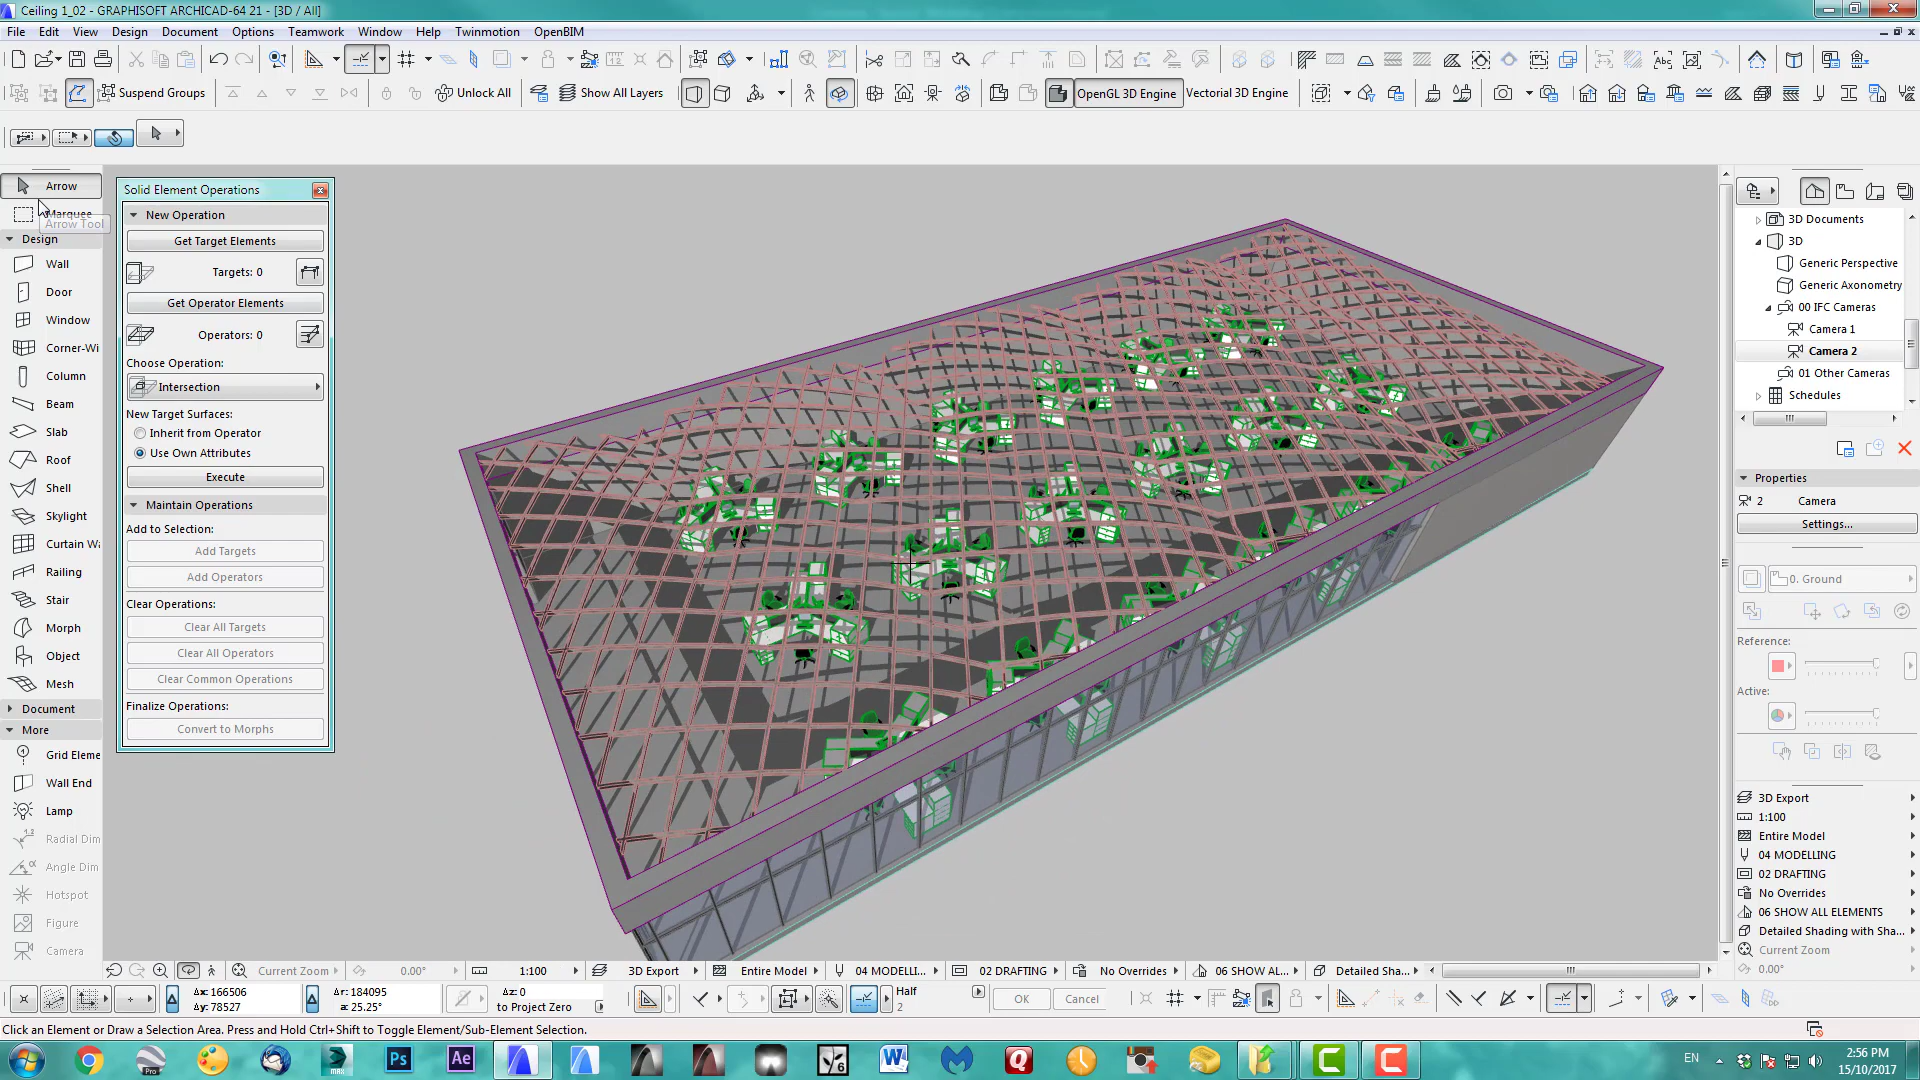 Ceiling 1_02 - GRAPHISOFT ARCHICAD-64 21 - [3D / All]
File Edit View Design Document Options Teamwork Window Help Twinmotion OpenBIM
Suspend Groups
Unlock All
Show All Layers
OpenGL 3D Engine
Vectorial 3D Engine
Arrow
Marquee
Arrow Tool
Design
Wall
Door
Window
Corner-Wi
Column
Beam
Slab
Roof
Shell
Skylight
Curtain Wa
Railing
Stair
Morph
Object
Mesh
Document
More
Grid Eleme
Wall End
Lamp
Radial Dim
Angle Dim
Hotspot
Figure
Camera
Solid Element Operations
New Operation
Get Target Elements
Targets: 0
Get Operator Elements
Operators: 0
Choose Operation:
Intersection
New Target Surfaces:
Inherit from Operator
Use Own Attributes
Execute
Maintain Operations
Add to Selection:
Add Targets
Add Operators
Clear Operations:
Clear All Targets
Clear All Operators
Clear Common Operations
Finalize Operations:
Convert to Morphs
3D Documents
3D
Generic Perspective
Generic Axonometry
00 IFC Cameras
Camera 1
Camera 2
01 Other Cameras
Schedules
Properties
2 Camera
Settings...
0. Ground
Reference:
Active:
3D Export
1:100
Entire Model
04 MODELLING
02 DRAFTING
No Overrides
06 SHOW ALL ELEMENTS
Detailed Shading with Sha...
Current Zoom
0.00°
Current Zoom 0.00° 1:100 3D Export Entire Model 04 MODELLI... 02 DRAFTING No Overrides 06 SHOW AL... Detailed Sha...
Δx: 166506
Δy: 78527
Δr: 184095
a: 25.25°
Δz: 0
to Project Zero
Half
2
OK
Cancel
Click an Element or Draw a Selection Area. Press and Hold Ctrl+Shift to Toggle Element/Sub-Element Selection.
Pro
MAX
Ps
Ae
6
W
Q
C
C
EN
2:56 PM
15/10/2017